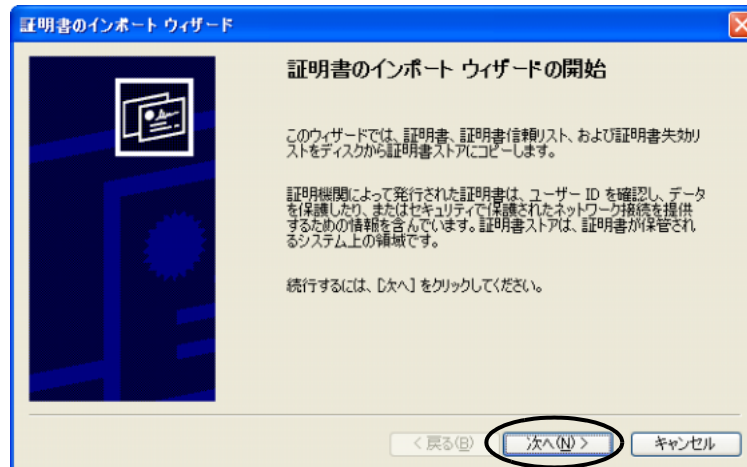 証明書のインポート ウィザード
証明書のインポート ウィザードの開始
このウィザードでは、証明書、証明書信頼リスト、および証明書失効リ
ストをディスクから証明書ストアにコピーします。
証明機関によって発行された証明書は、ユーザー ID を確認し、データ
を保護したり、またはセキュリティで保護されたネットワーク接続を提供
するための情報を含んでいます。証明書ストアは、証明書が保管され
るシステム上の領域です。
続行するには、[次へ] をクリックしてください。
< 戻る(B) 次へ(N) > キャンセル